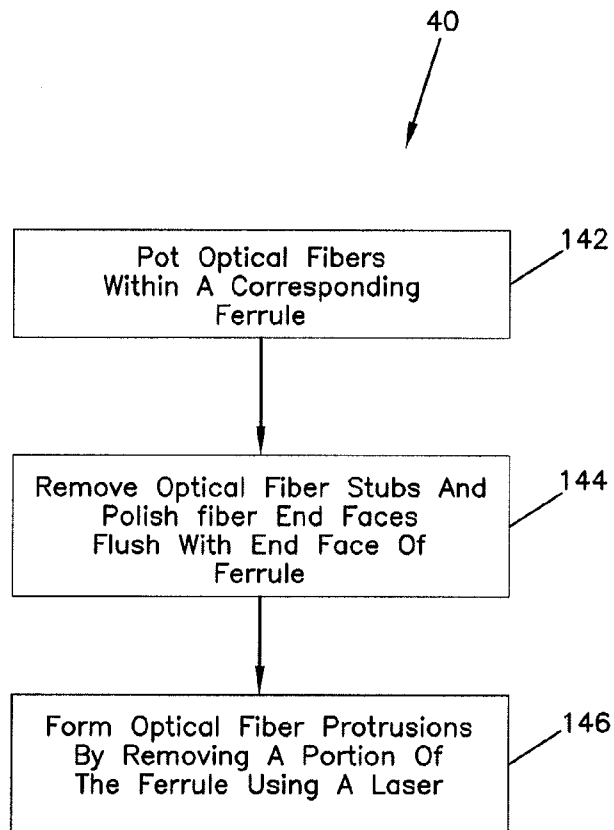 40
142
Pot Optical Fibers
Within A Corresponding
Ferrule
144
Remove Optical Fiber Stubs And
Polish fiber End Faces
Flush With End Face Of
Ferrule
146
Form Optical Fiber Protrusions
By Removing A Portion Of
The Ferrule Using A Laser